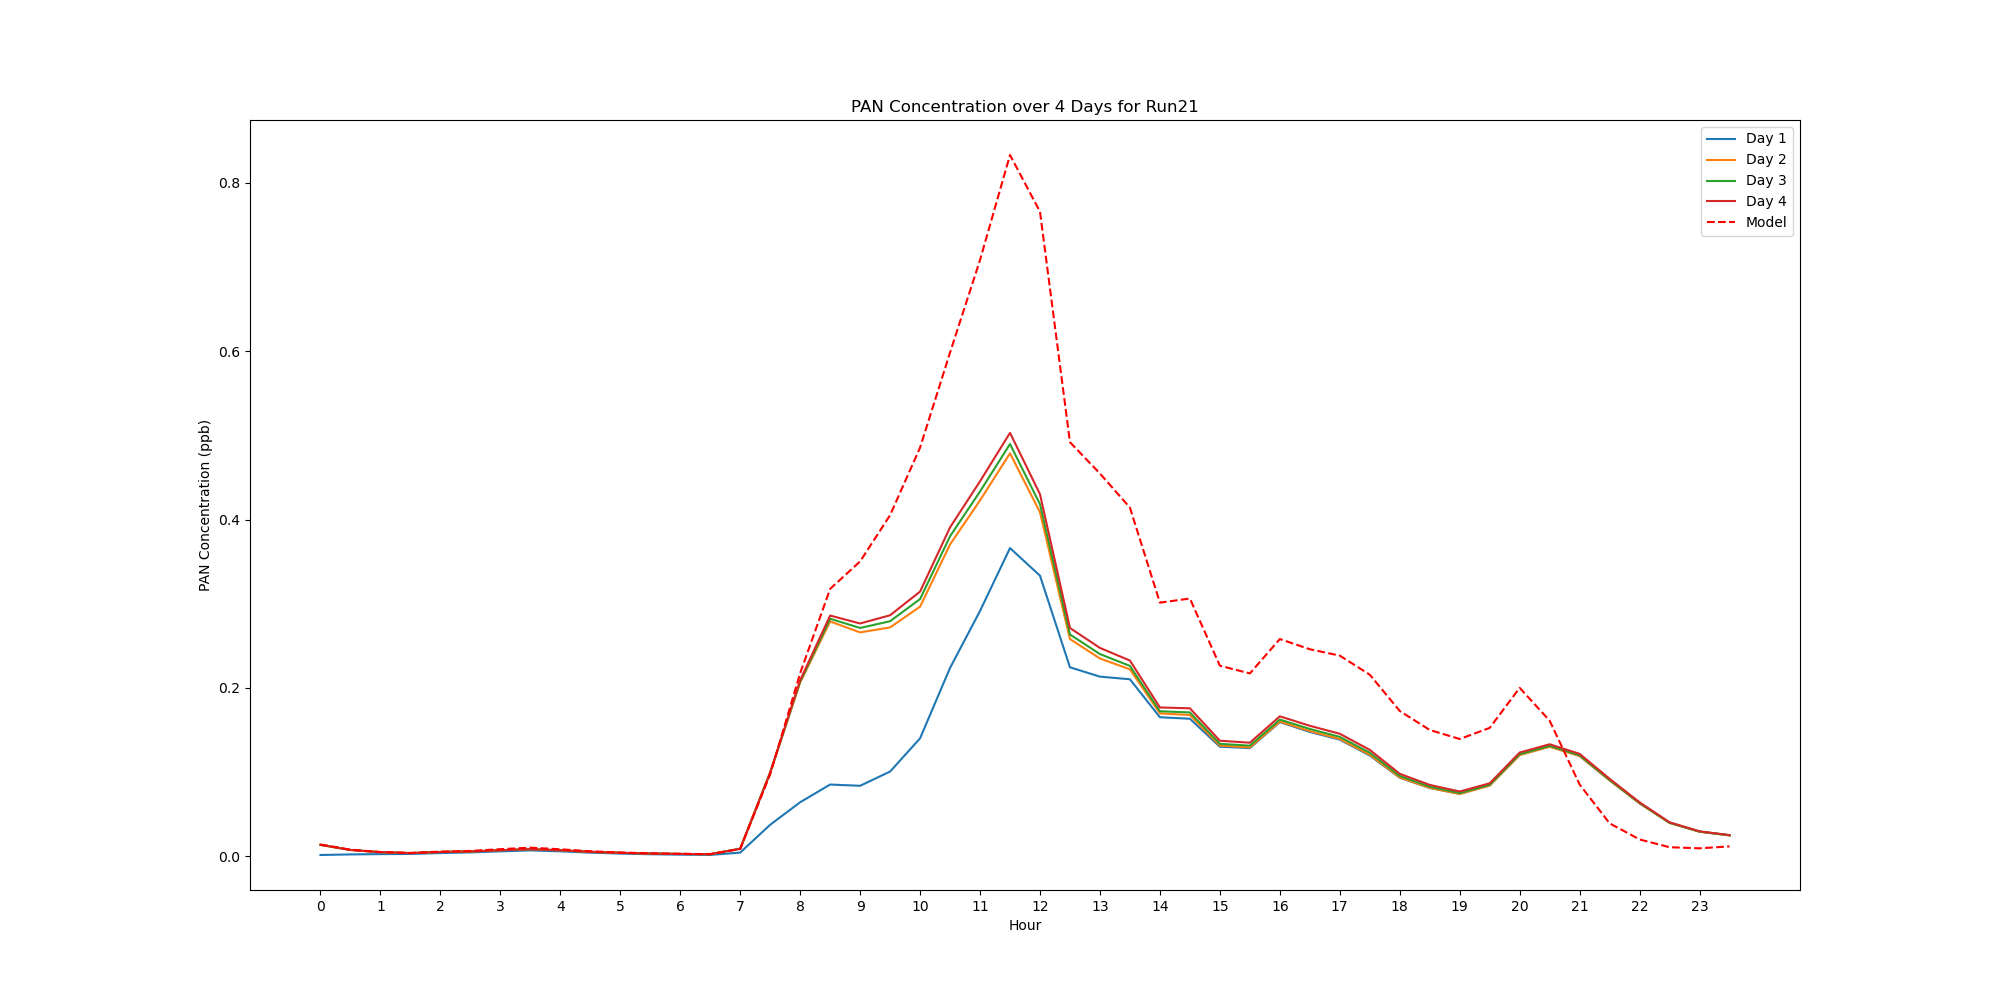 PAN Concentration over 4 Days for Run21
Day 1
Day 2
Day 3
Day 4
Model
0.8
0.6
0.4
0.2
0.0
PAN Concentration (ppb)
0 1 2 3 4 5 6 7 8 9 10 11 12 13 14 15 16 17 18 19 20 21 22 23
Hour